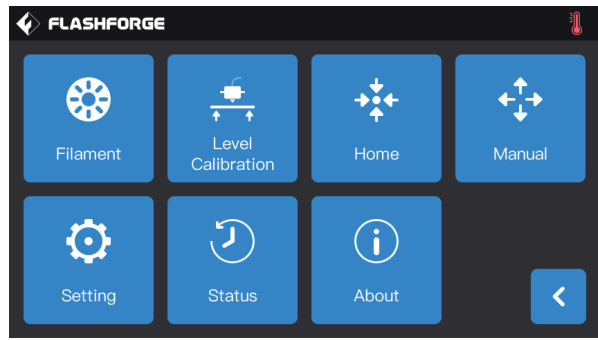 FLASHFORGE
Filament
Level
Calibration
Home
Manual
Setting
Status
About